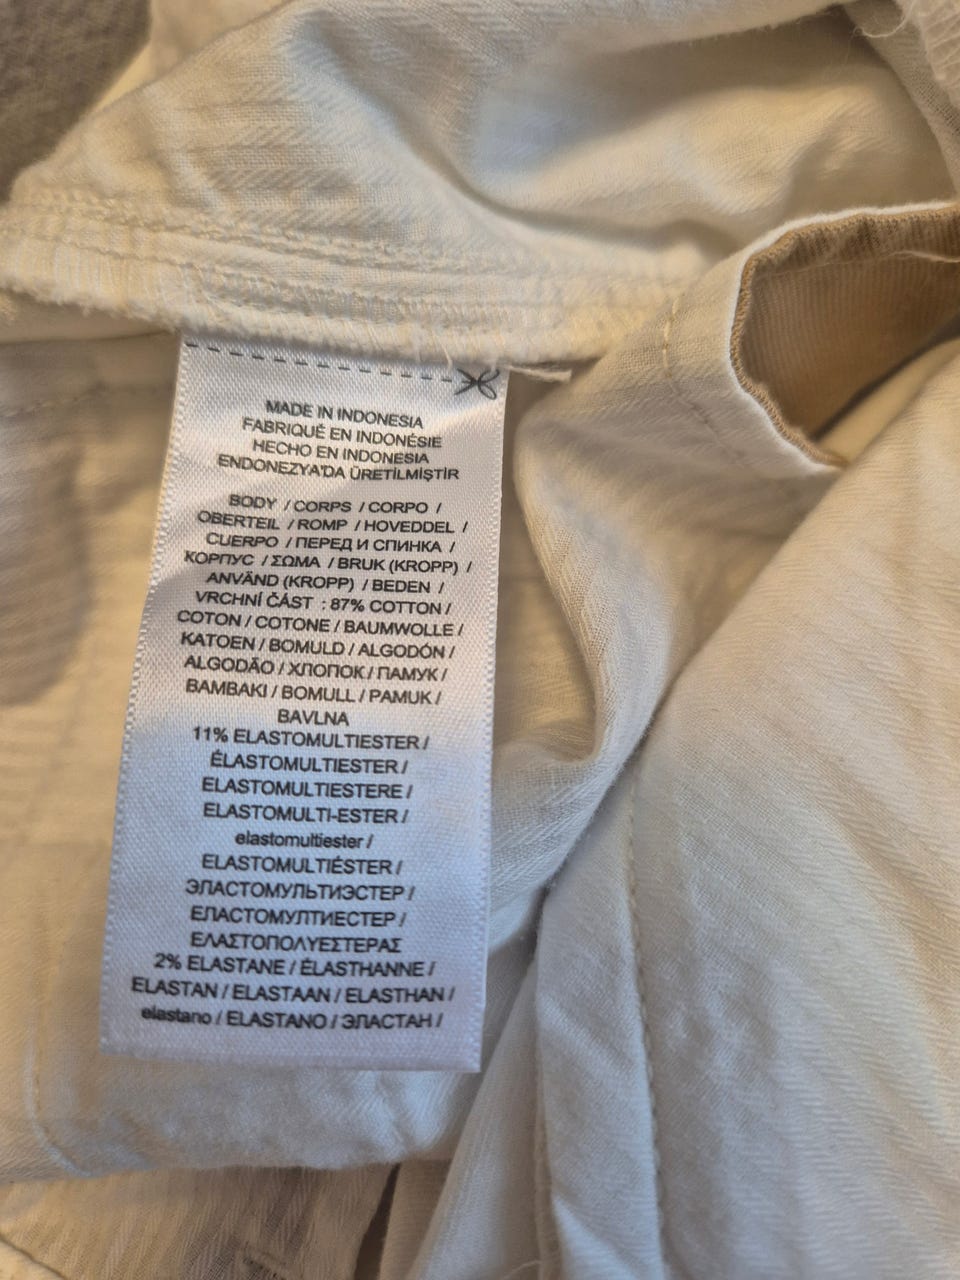 MADE IN INDONESIA
FABRIQUÉ EN INDONÉSIE
HECHO EN INDONESIA
ENDONEZYA'DA ÜRETİLMİŞTİR
BODY / CORPS / CORPO /
OBERTEIL / ROMP / HOVEDDEL /
CUERPO / ПЕРЕД И СПИНКА /
КОРПУС / ΣΩΜΑ / BRUK (KROPP) /
ANVÄND (KROPP) / BEDEN /
VRCHNÍ ČÁST : 87% COTTON /
COTON / COTONE / BAUMWOLLE /
KATOEN / BOMULD / ALGODÓN /
ALGODÃO / ХЛОПОК / ПАМУК /
BAMBAKI / BOMULL / PAMUK /
BAVLNA
11% ELASTOMULTIESTER /
ÉLASTOMULTIESTER /
ELASTOMULTIESTERE /
ELASTOMULTI-ESTER /
elastomultiester /
ELASTOMULTIÉSTER /
ЭЛАСТОМУЛЬТИЭСТЕР /
ЕЛАСТОМУЛТИЕСТЕР /
ΕΛΑΣΤΟΠΟΛΥΕΣΤΕΡΑΣ
2% ELASTANE / ÉLASTHANNE /
ELASTAN / ELASTAAN / ELASTHAN /
elastano / ELASTANO / ЭЛАСТАН /